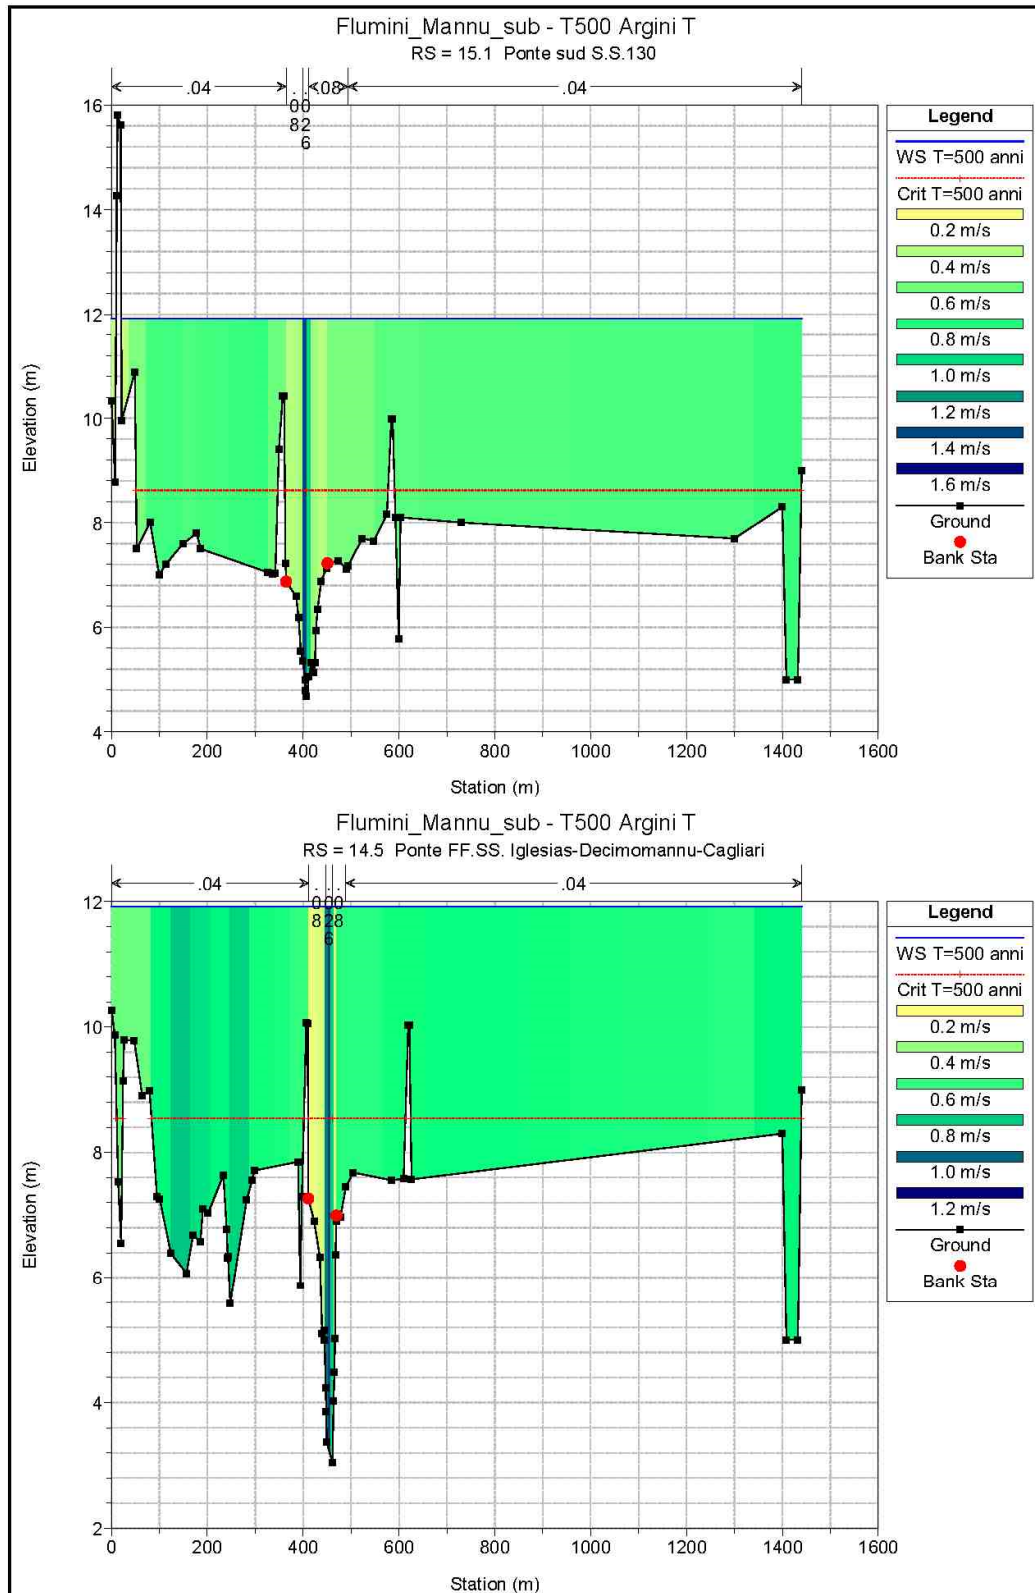 Flumini_Mannu_sub - T500 Argini T
RS = 15.1 Ponte sud S.S.130
.04
.008
.026
.08
.04
16
14
12
10
8
6
4
Elevation (m)
0 200 400 600 800 1000 1200 1400 1600
Station (m)
Legend
WS T=500 anni
Crit T=500 anni
0.2 m/s
0.4 m/s
0.6 m/s
0.8 m/s
1.0 m/s
1.2 m/s
1.4 m/s
1.6 m/s
Ground
Bank Sta
Flumini_Mannu_sub - T500 Argini T
RS = 14.5 Ponte FF.SS. Iglesias-Decimomannu-Cagliari
.04
.04
12
10
8
6
4
2
Elevation (m)
0 200 400 600 800 1000 1200 1400 1600
Station (m)
Legend
WS T=500 anni
Crit T=500 anni
0.2 m/s
0.4 m/s
0.6 m/s
0.8 m/s
1.0 m/s
1.2 m/s
Ground
Bank Sta